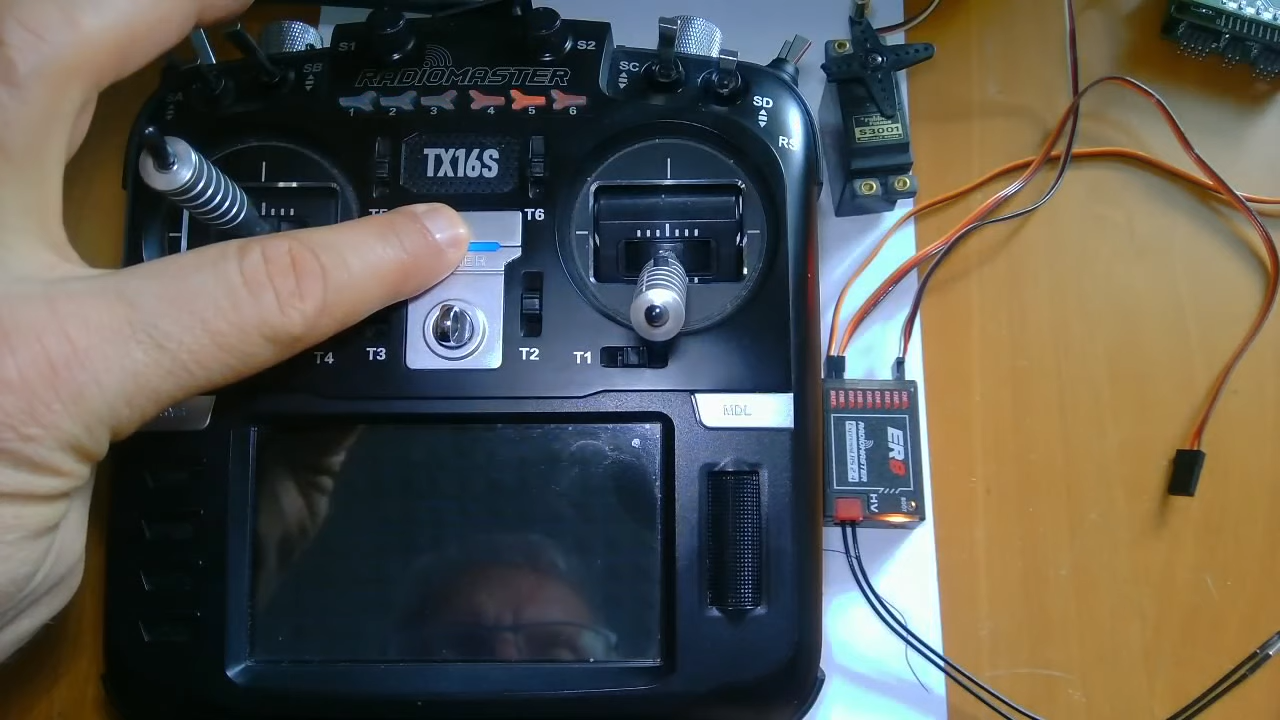 S1
S2
RADIOMASTER
SB
SC
SA
1 2 3 4 5 6
SD
RS
S3001
TX16S
T6
T4
T3
T2
T1
MDL
ER8
RADIOMASTER
HV